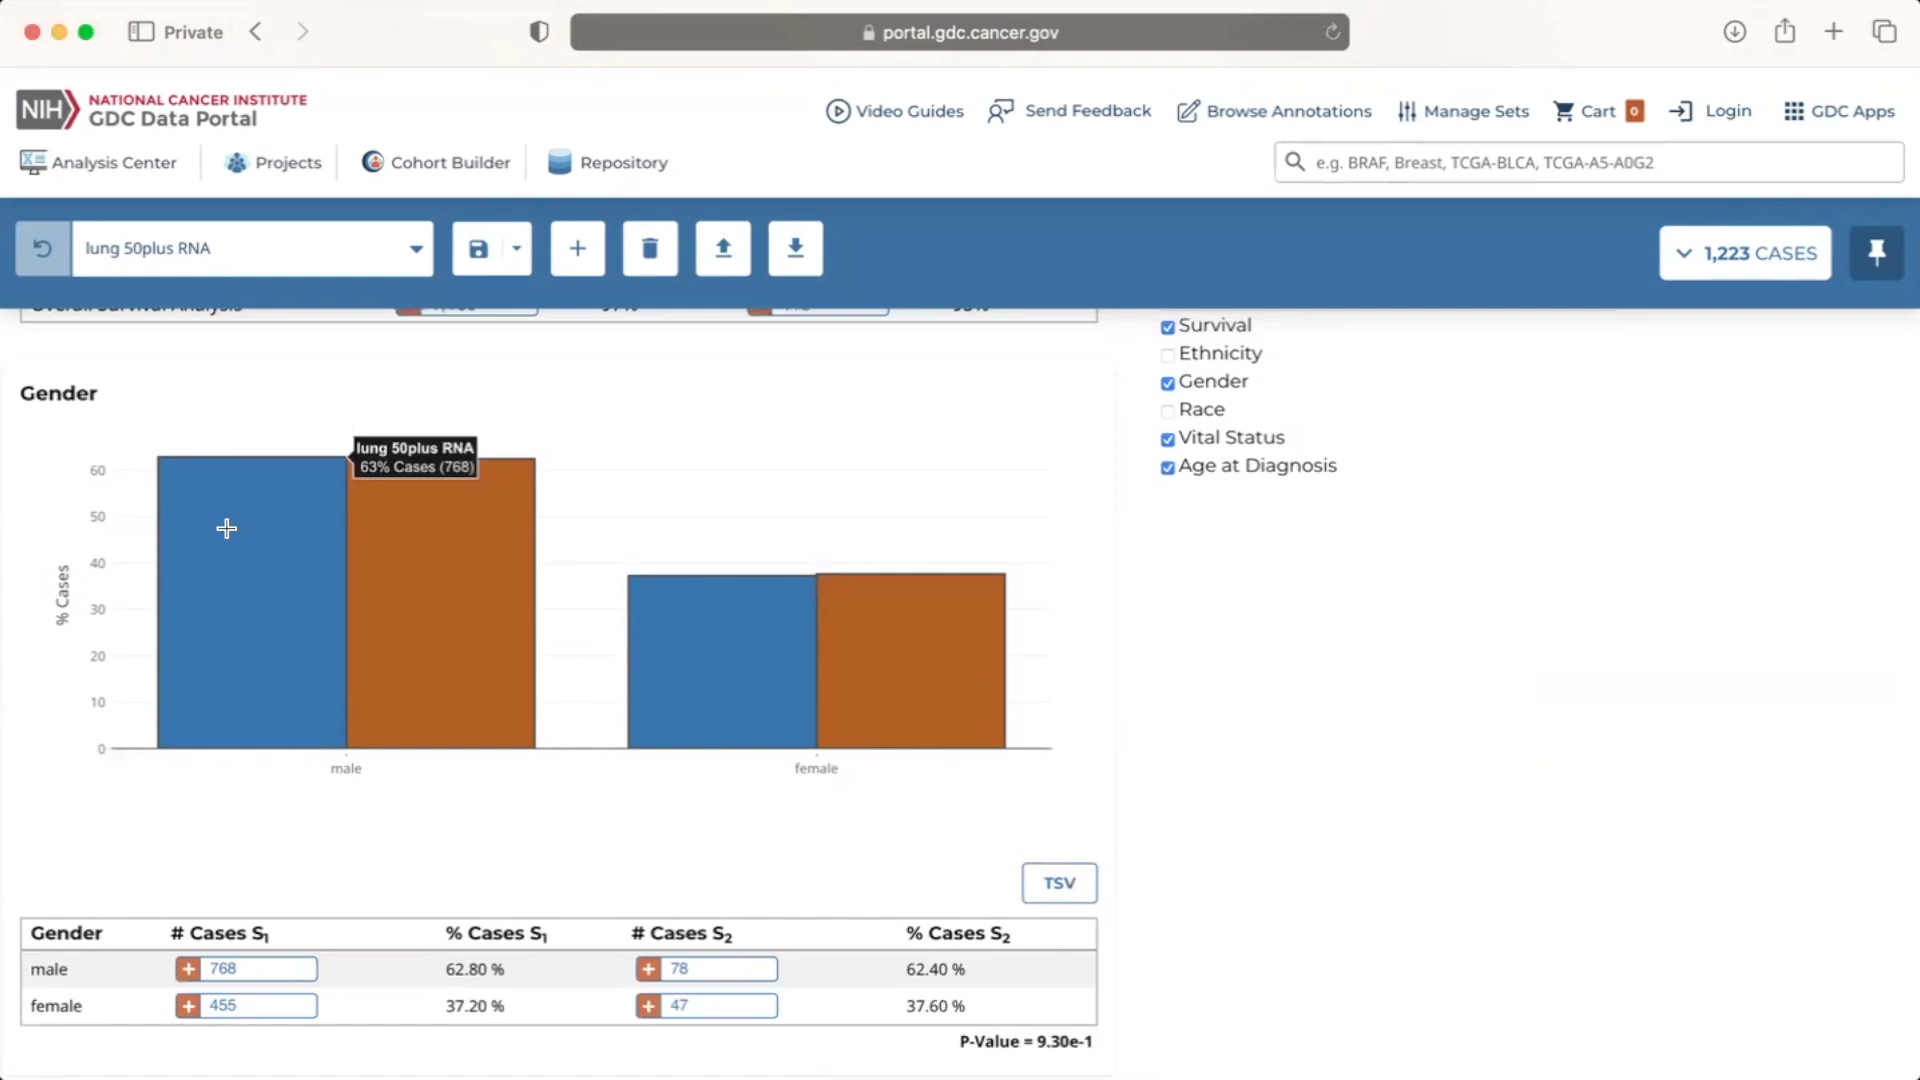 Private
portal.gdc.cancer.gov
NIH
NATIONAL CANCER INSTITUTE
GDC Data Portal
Video Guides
Send Feedback
Browse Annotations
Manage Sets
Cart 0
Login
GDC Apps
Analysis Center
Projects
Cohort Builder
Repository
e.g. BRAF, Breast, TCGA-BLCA, TCGA-A5-A0G2
lung 50plus RNA
1,223 CASES
Overall Survival Analysis
Survival
Ethnicity
Gender
Race
Vital Status
Age at Diagnosis
Gender
lung 50plus RNA
63% Cases (768)
% Cases
60
50
40
30
20
10
0
male
female
TSV
Gender # Cases S1 % Cases S1 # Cases S2 % Cases S2
male 768 62.80 % 78 62.40 %
female 455 37.20 % 47 37.60 %
P-Value = 9.30e-1